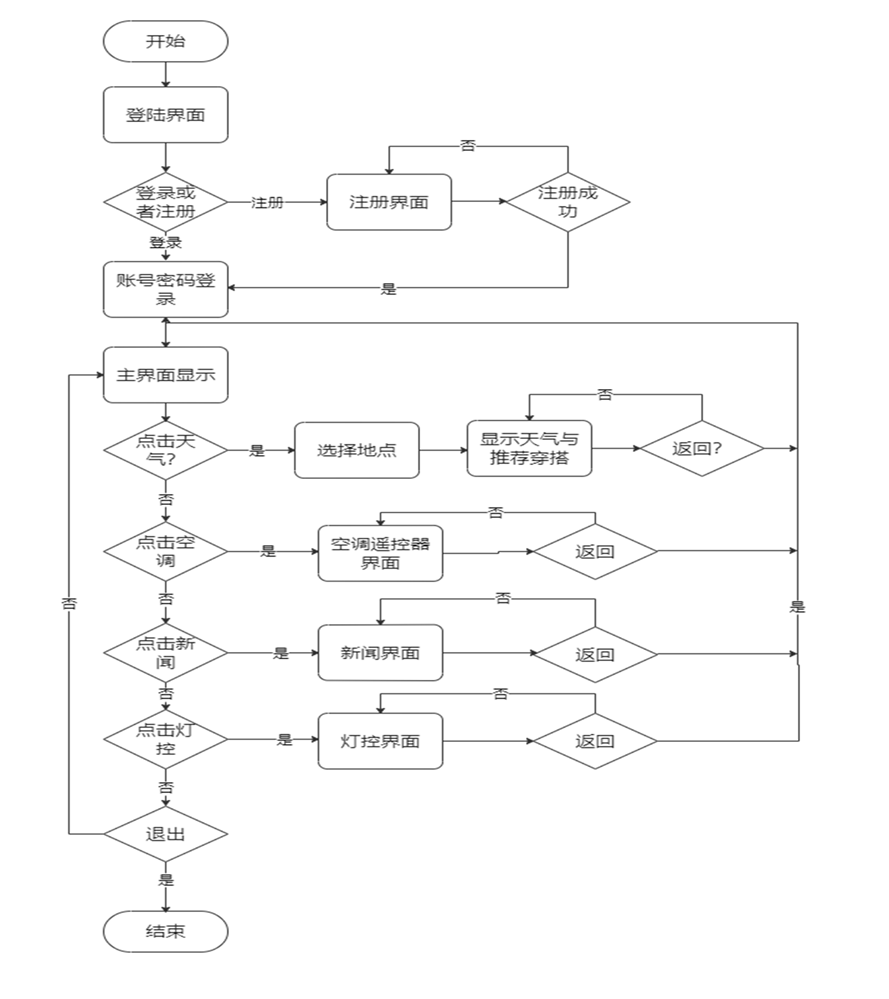 开始
登陆界面
登录或
者注册
注册
注册界面
否
注册成
功
登录
账号密码登
录
是
主界面显示
点击天
气?
是
选择地点
显示天气与
推荐穿搭
否
返回?
否
点击空
调
是
空调遥控器
界面
否
返回
否
否
是
点击新
闻
是
新闻界面
否
返回
否
点击灯
控
是
灯控界面
否
返回
否
退出
是
结束